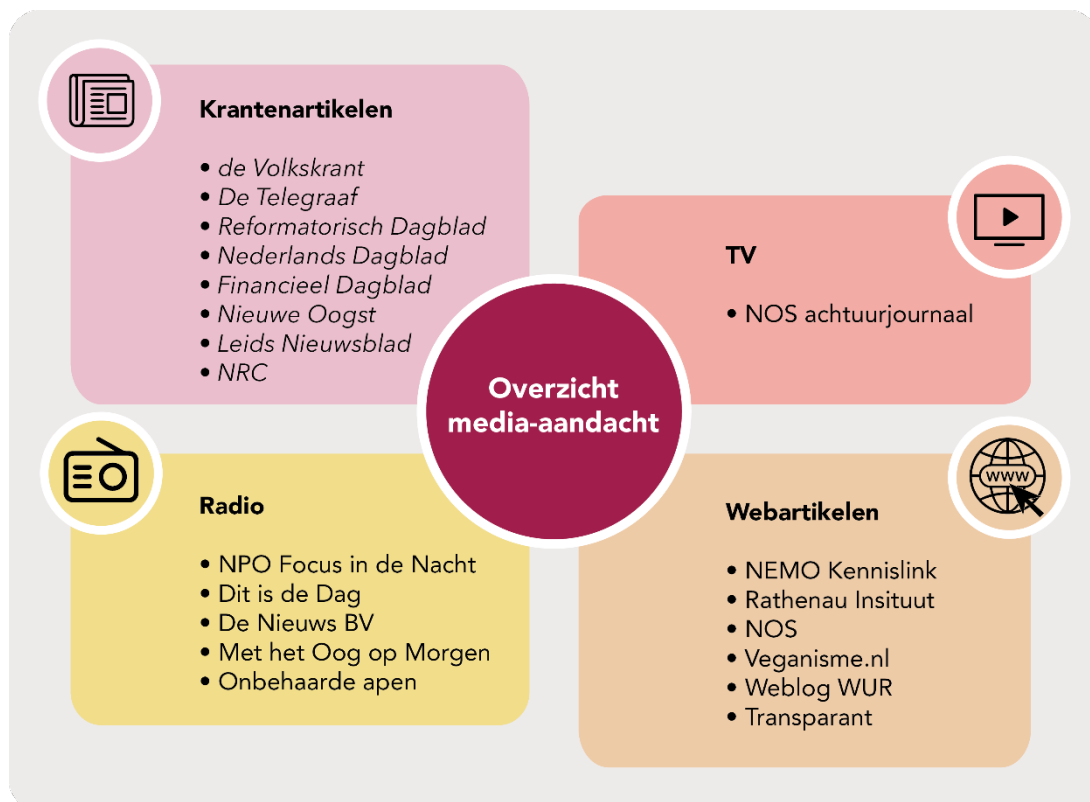 Krantenartikelen
• de Volkskrant
• De Telegraaf
• Reformatorisch Dagblad
• Nederlands Dagblad
• Financieel Dagblad
• Nieuwe Oogst
• Leids Nieuwsblad
• NRC
TV
• NOS achtuurjournaal
Overzicht
media-aandacht
Radio
• NPO Focus in de Nacht
• Dit is de Dag
• De Nieuws BV
• Met het Oog op Morgen
• Onbehaarde apen
www
Webartikelen
• NEMO Kennislink
• Rathenau Insituut
• NOS
• Veganisme.nl
• Weblog WUR
• Transparant